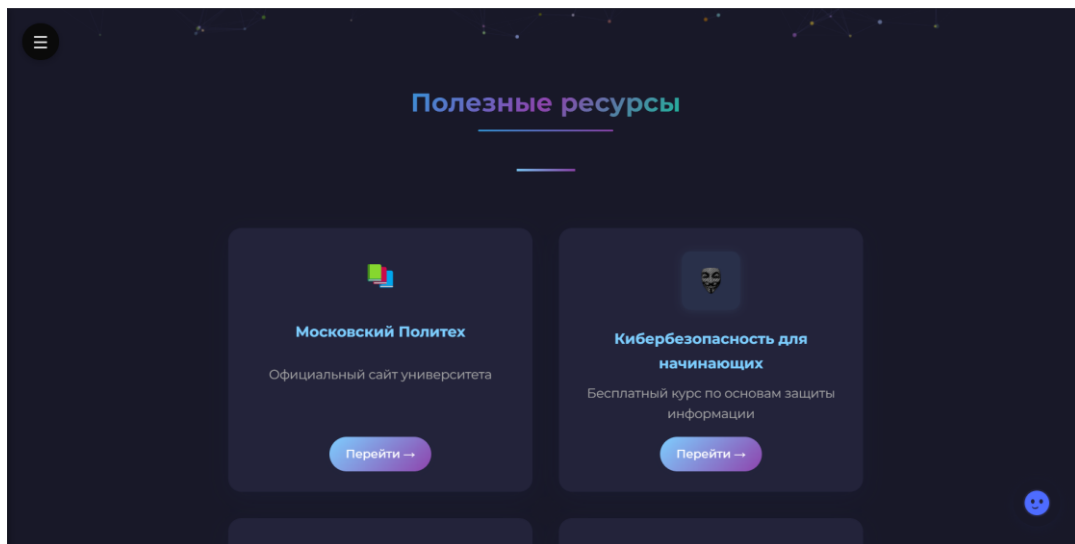 Полезные ресурсы
Московский Политех
Официальный сайт университета
Перейти →
Кибербезопасность для
начинающих
Бесплатный курс по основам защиты
информации
Перейти →